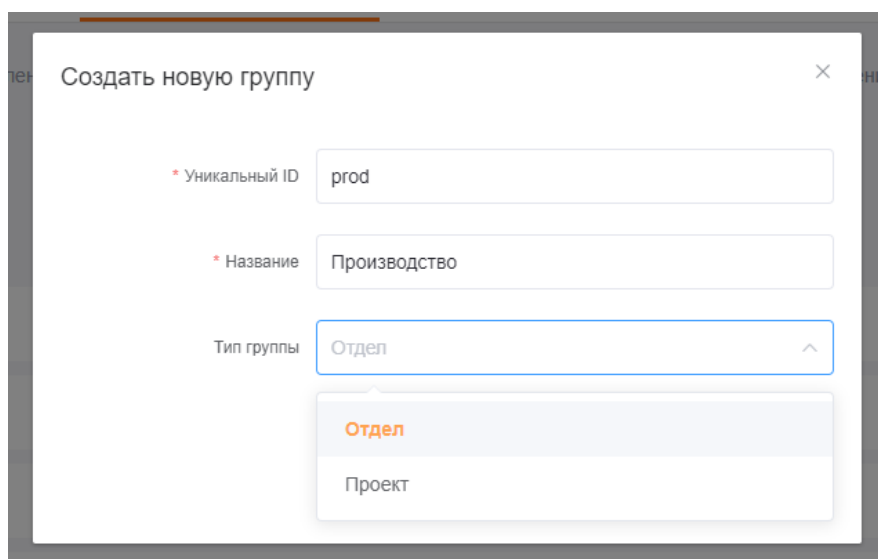 Создать новую группу
* Уникальный ID prod
* Название Производство
Тип группы Отдел
Отдел
Проект